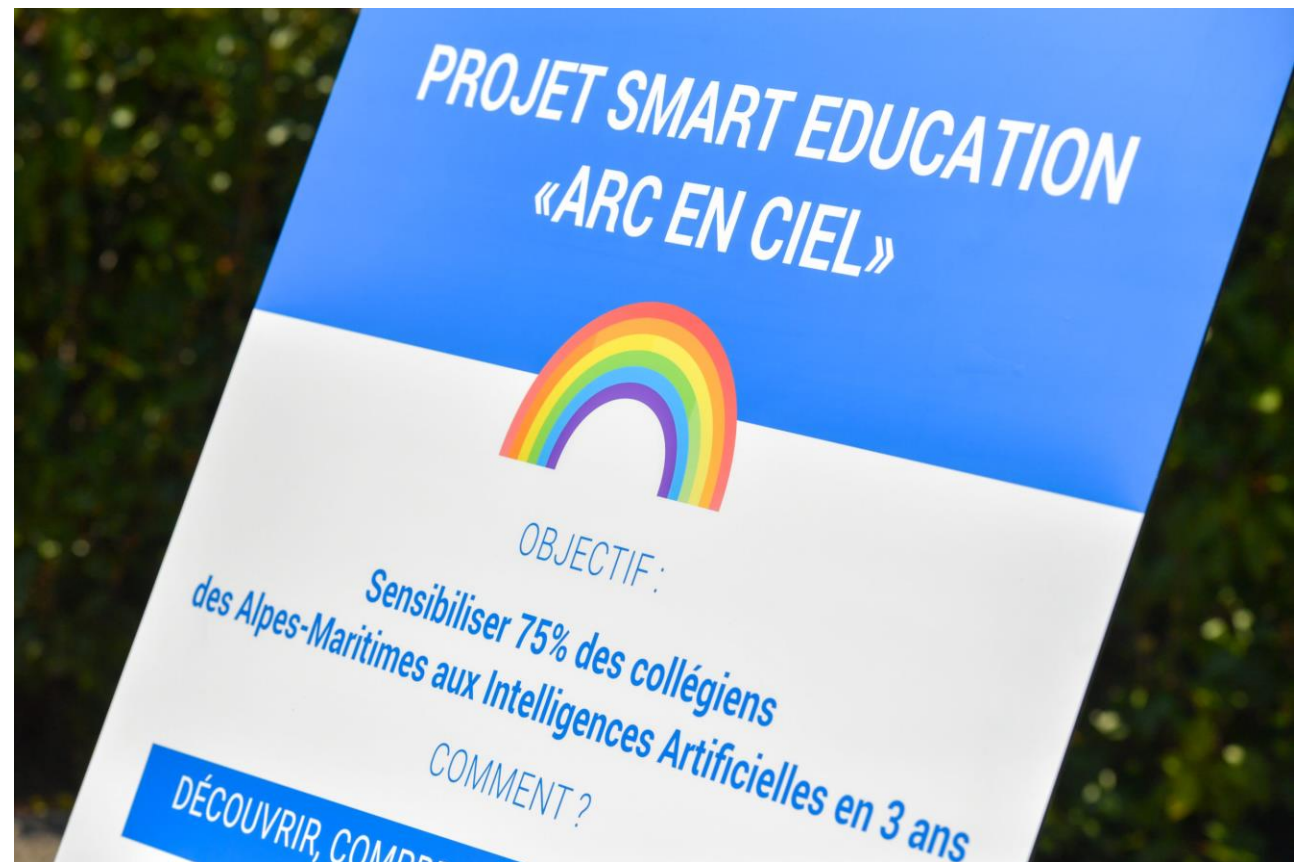 PROJET SMART EDUCATION
«ARC EN CIEL»
OBJECTIF :
Sensibiliser 75% des collégiens
des Alpes-Maritimes aux Intelligences Artificielles en 3 ans
COMMENT ?
DÉCOUVRIR,